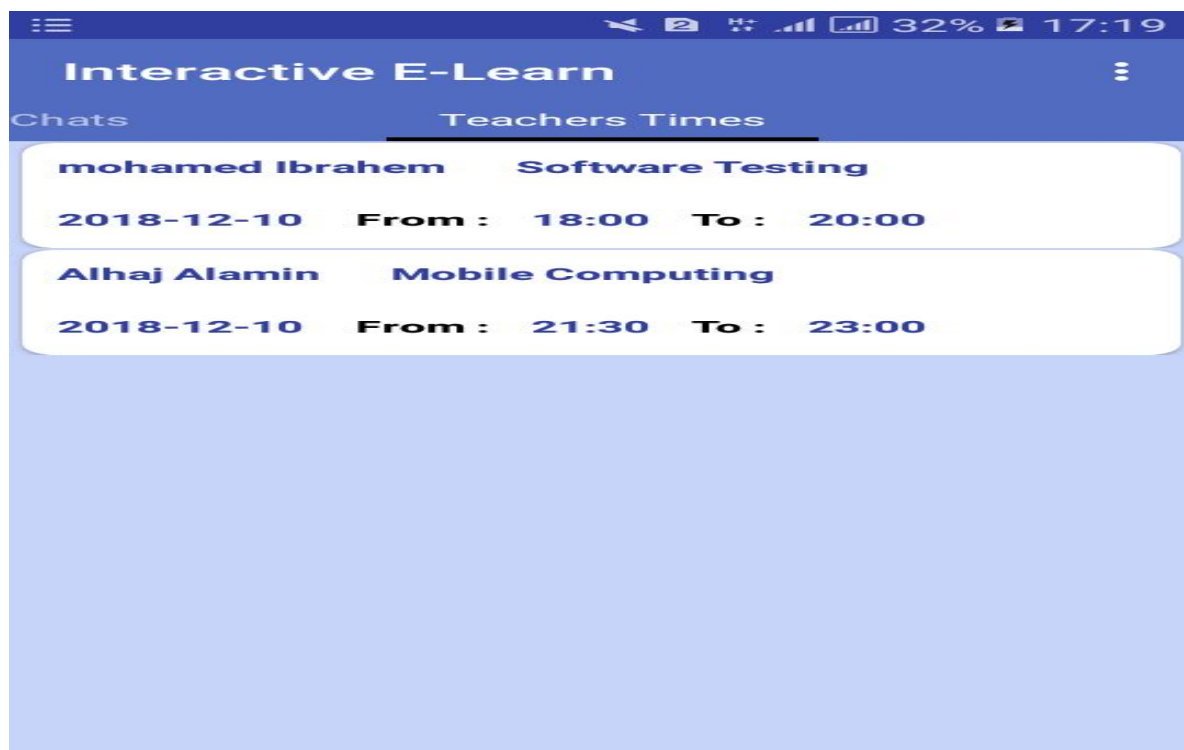 2 H+ 32% 17:19
Interactive E-Learn
Chats Teachers Times
mohamed Ibrahem Software Testing
2018-12-10 From : 18:00 To : 20:00
Alhaj Alamin Mobile Computing
2018-12-10 From : 21:30 To : 23:00